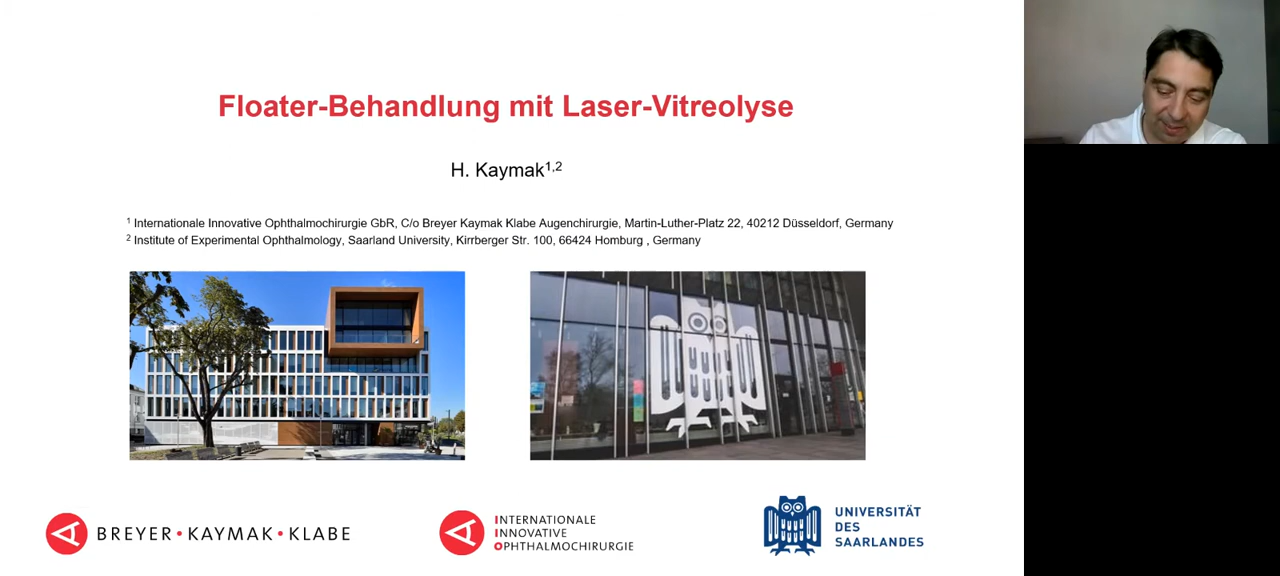 Floater-Behandlung mit Laser-Vitreolyse
H. Kaymak1,2
1 Internationale Innovative Ophthalmochirurgie GbR, C/o Breyer Kaymak Klabe Augenchirurgie, Martin-Luther-Platz 22, 40212 Düsseldorf, Germany
2 Institute of Experimental Ophthalmology, Saarland University, Kirrberger Str. 100, 66424 Homburg , Germany
BREYER•KAYMAK•KLABE
INTERNATIONALE
INNOVATIVE
OPHTHALMOCHIRURGIE
UNIVERSITÄT
DES
SAARLANDES